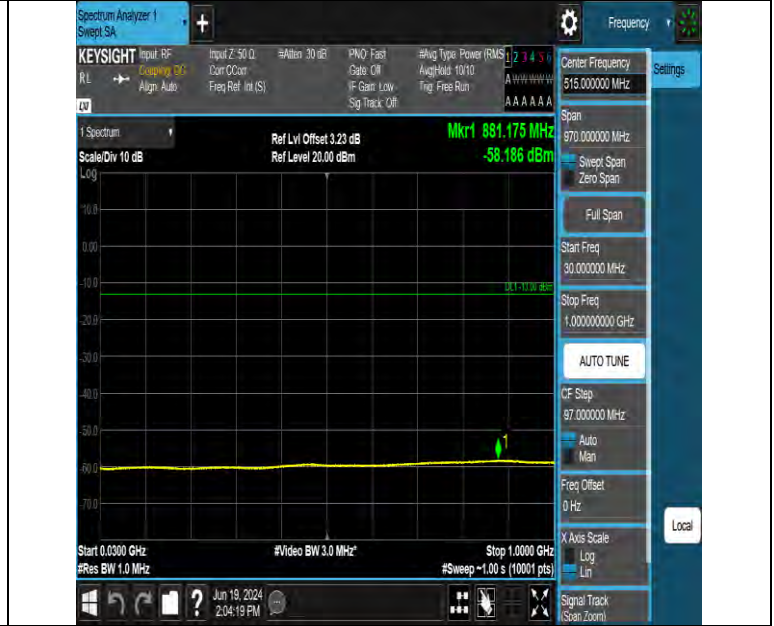 Spectrum Analyzer 1
Swept SA
+
Frequency
KEYSIGHT
Input: RF
Coupling: DC
Align: Auto
Input Z: 50 Ω
Corr CCorr
Freq Ref: Int (S)
#Atten: 30 dB
PNO: Fast
Gate: Off
IF Gain: Low
Sig Track: Off
#Avg Type: Power (RMS
Avg|Hold: 10/10
Trig: Free Run
1 2 3 4 5 6
A W W W W W
A A A A A A
RL
LXI
Center Frequency
515.000000 MHz
Settings
Span
970.000000 MHz
Swept Span
Zero Span
Full Span
Start Freq
30.000000 MHz
Stop Freq
1.000000000 GHz
AUTO TUNE
CF Step
97.000000 MHz
Auto
Man
Freq Offset
0 Hz
X Axis Scale
Log
Lin
Signal Track
(Span Zoom)
Local
1 Spectrum
Scale/Div 10 dB
Ref Lvl Offset 3.23 dB
Ref Level 20.00 dBm
Mkr1 881.175 MHz
-58.186 dBm
Log
10.0
0.00
-10.0
DL1 -13.00 dBm
-20.0
-30.0
-40.0
-50.0
1
-60.0
-70.0
Start 0.0300 GHz
#Video BW 3.0 MHz*
Stop 1.0000 GHz
#Res BW 1.0 MHz
#Sweep ~1.00 s (10001 pts)
?
Jun 19, 2024
2:04:19 PM